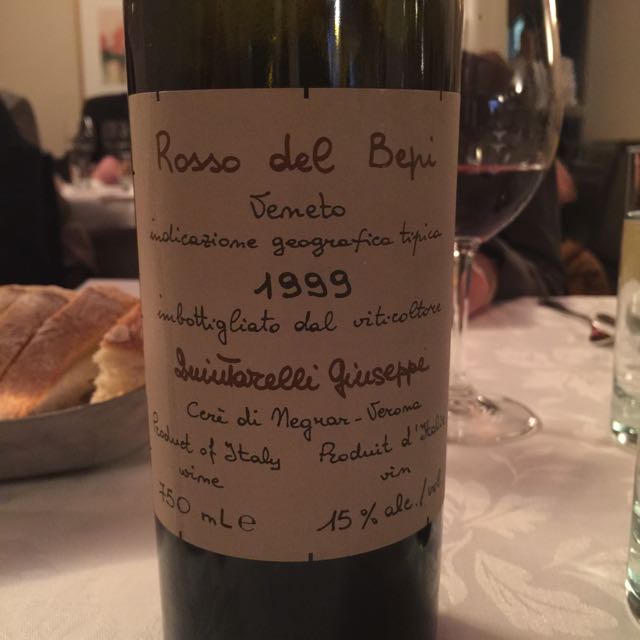 Rosso del Bepi
Veneto
indicazione geografica tipica
1999
imbottigliato dal viticoltore
Quintarelli Giuseppe
Cerè di Negrar-Verona
Product of Italy Produit d'Italie
wine vin
750 mL e 15% alc./vol